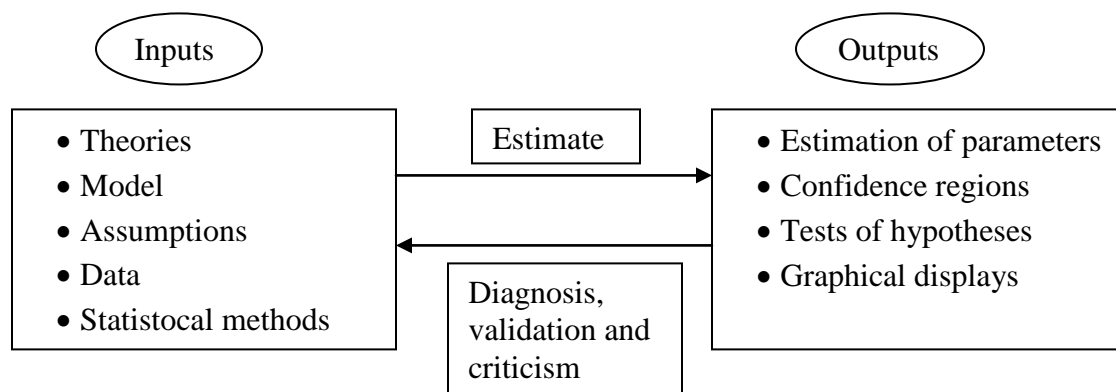 Inputs
Outputs
• Theories
• Model
• Assumptions
• Data
• Statistocal methods
Estimate
Diagnosis,
validation and
criticism
• Estimation of parameters
• Confidence regions
• Tests of hypotheses
• Graphical displays